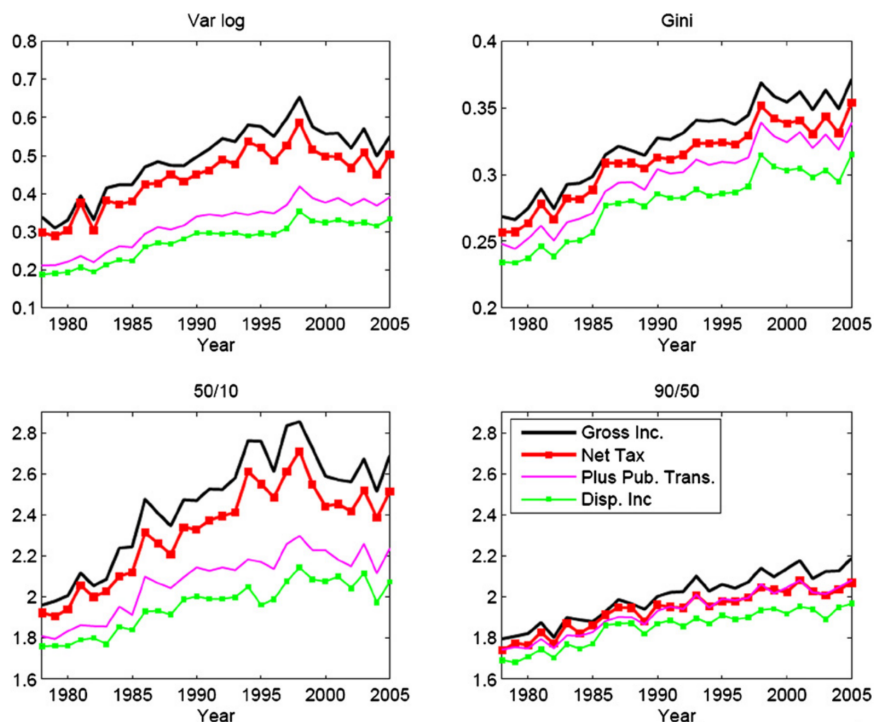 Var log
0.8
0.7
0.6
0.5
0.4
0.3
0.2
0.1
1980 1985 1990 1995 2000 2005
Year
Gini
0.4
0.35
0.3
0.25
0.2
1980 1985 1990 1995 2000 2005
Year
50/10
2.8
2.6
2.4
2.2
2
1.8
1.6
1980 1985 1990 1995 2000 2005
Year
90/50
2.8
2.6
2.4
2.2
2
1.8
1.6
Gross Inc.
Net Tax
Plus Pub. Trans.
Disp. Inc
1980 1985 1990 1995 2000 2005
Year